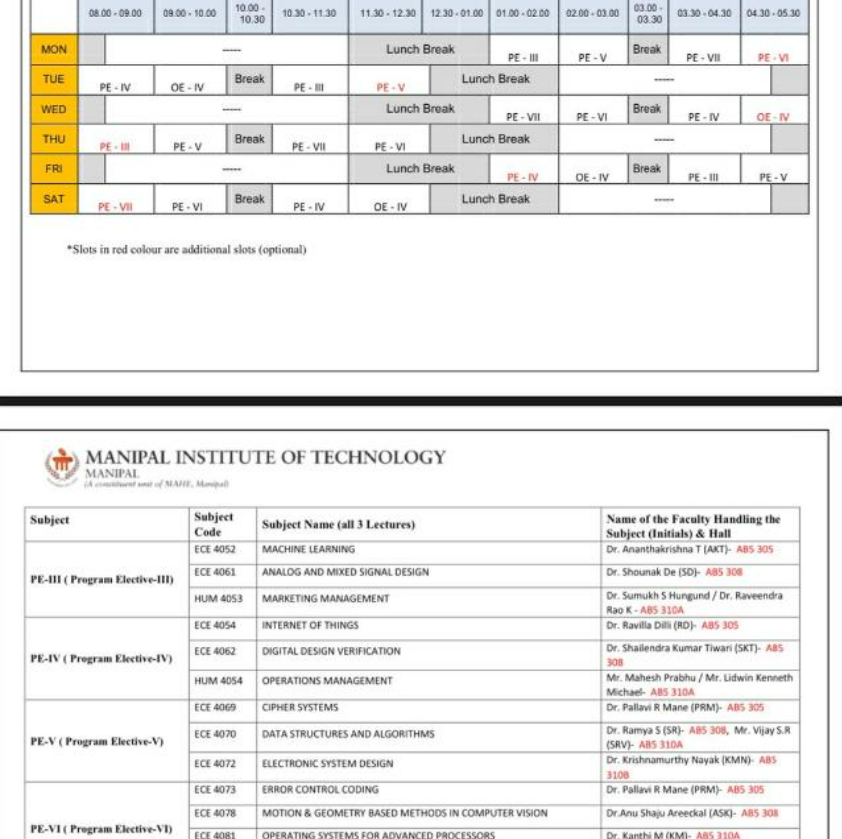 08.00 - 09.00 09.00 - 10.00 10.00 - 10.30 10.30 - 11.30 11.30 - 12.30 12.30 - 01.00 01.00 - 02.00 02.00 - 03.00 03.00 - 03.30 03.30 - 04.30 04.30 - 05.30
MON ----- Lunch Break PE - III PE - V Break PE - VII PE - VI
TUE PE - IV OE - IV Break PE - III PE - V Lunch Break -----
WED ----- Lunch Break PE - VII PE - VI Break PE - IV OE - IV
THU PE - III PE - V Break PE - VII PE - VI Lunch Break -----
FRI ----- Lunch Break PE - IV OE - IV Break PE - III PE - V
SAT PE - VII PE - VI Break PE - IV OE - IV Lunch Break -----
*Slots in red colour are additional slots (optional)
MANIPAL INSTITUTE OF TECHNOLOGY
MANIPAL
(A constituent unit of MAHE, Manipal)
Subject Subject Code Subject Name (all 3 Lectures) Name of the Faculty Handling the Subject (Initials) & Hall
PE-III ( Program Elective-III)
ECE 4052 MACHINE LEARNING Dr. Ananthakrishna T (AKT)- AB5 305
ECE 4061 ANALOG AND MIXED SIGNAL DESIGN Dr. Shounak De (SD)- AB5 308
HUM 4053 MARKETING MANAGEMENT Dr. Sumukh S Hungund / Dr. Raveendra
Rao K - AB5 310A
PE-IV ( Program Elective-IV)
ECE 4054 INTERNET OF THINGS Dr. Ravilla Dilli (RD)- AB5 305
ECE 4062 DIGITAL DESIGN VERIFICATION Dr. Shailendra Kumar Tiwari (SKT)- AB5
308
HUM 4054 OPERATIONS MANAGEMENT Mr. Mahesh Prabhu / Mr. Lidwin Kenneth
Michael- AB5 310A
PE-V ( Program Elective-V)
ECE 4069 CIPHER SYSTEMS Dr. Pallavi R Mane (PRM)- AB5 305
ECE 4070 DATA STRUCTURES AND ALGORITHMS Dr. Ramya S (SR)- AB5 308, Mr. Vijay S.R
(SRV)- AB5 310A
ECE 4072 ELECTRONIC SYSTEM DESIGN Dr. Krishnamurthy Nayak (KMN)- AB5
310B
PE-VI ( Program Elective-VI)
ECE 4073 ERROR CONTROL CODING Dr. Pallavi R Mane (PRM)- AB5 305
ECE 4078 MOTION & GEOMETRY BASED METHODS IN COMPUTER VISION Dr.Anu Shaju Areeckal (ASK)- AB5 308
ECE 4081 OPERATING SYSTEMS FOR ADVANCED PROCESSORS Dr. Kanthi M (KM)- AB5 310A